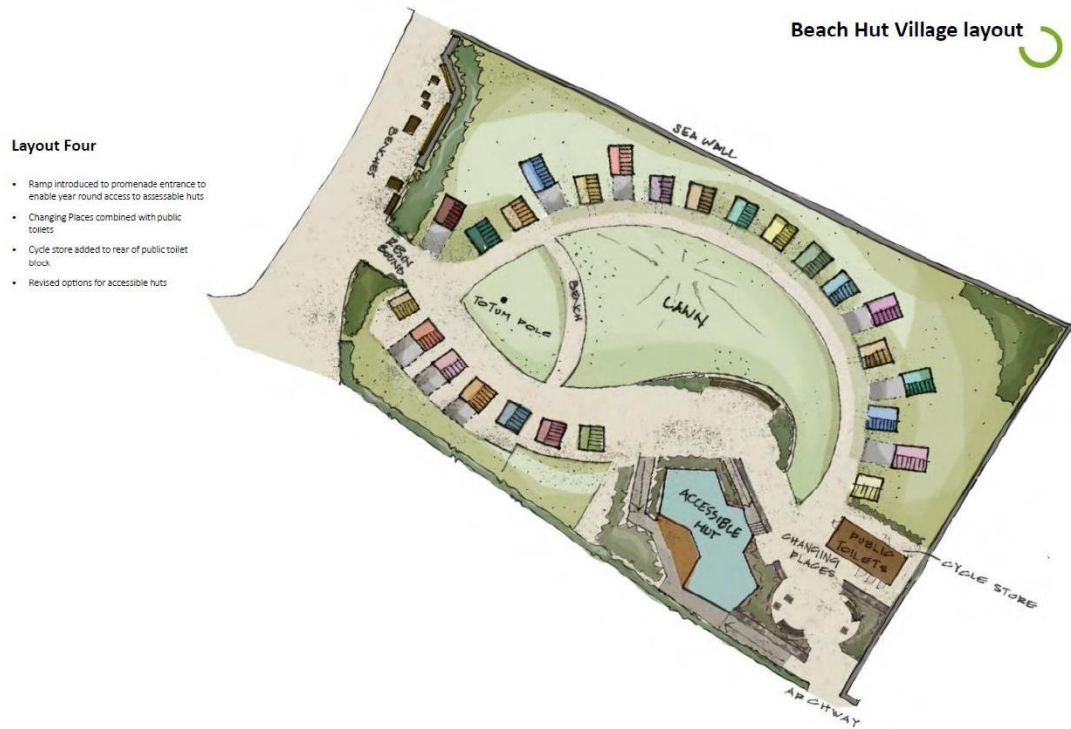 Beach Hut Village layout
Layout Four
• Ramp introduced to promenade entrance to
enable year round access to assessable huts
• Changing Places combined with public
toilets
• Cycle store added to rear of public toilet
block
• Revised options for accessible huts
SEA WALL
BENCHES
RESIN
BOUND
TOTUM POLE
BENCH
LAWN
ACCESSIBLE
HUT
CHANGING
PLACES
PUBLIC
TOILETS
CYCLE STORE
ARCHWAY